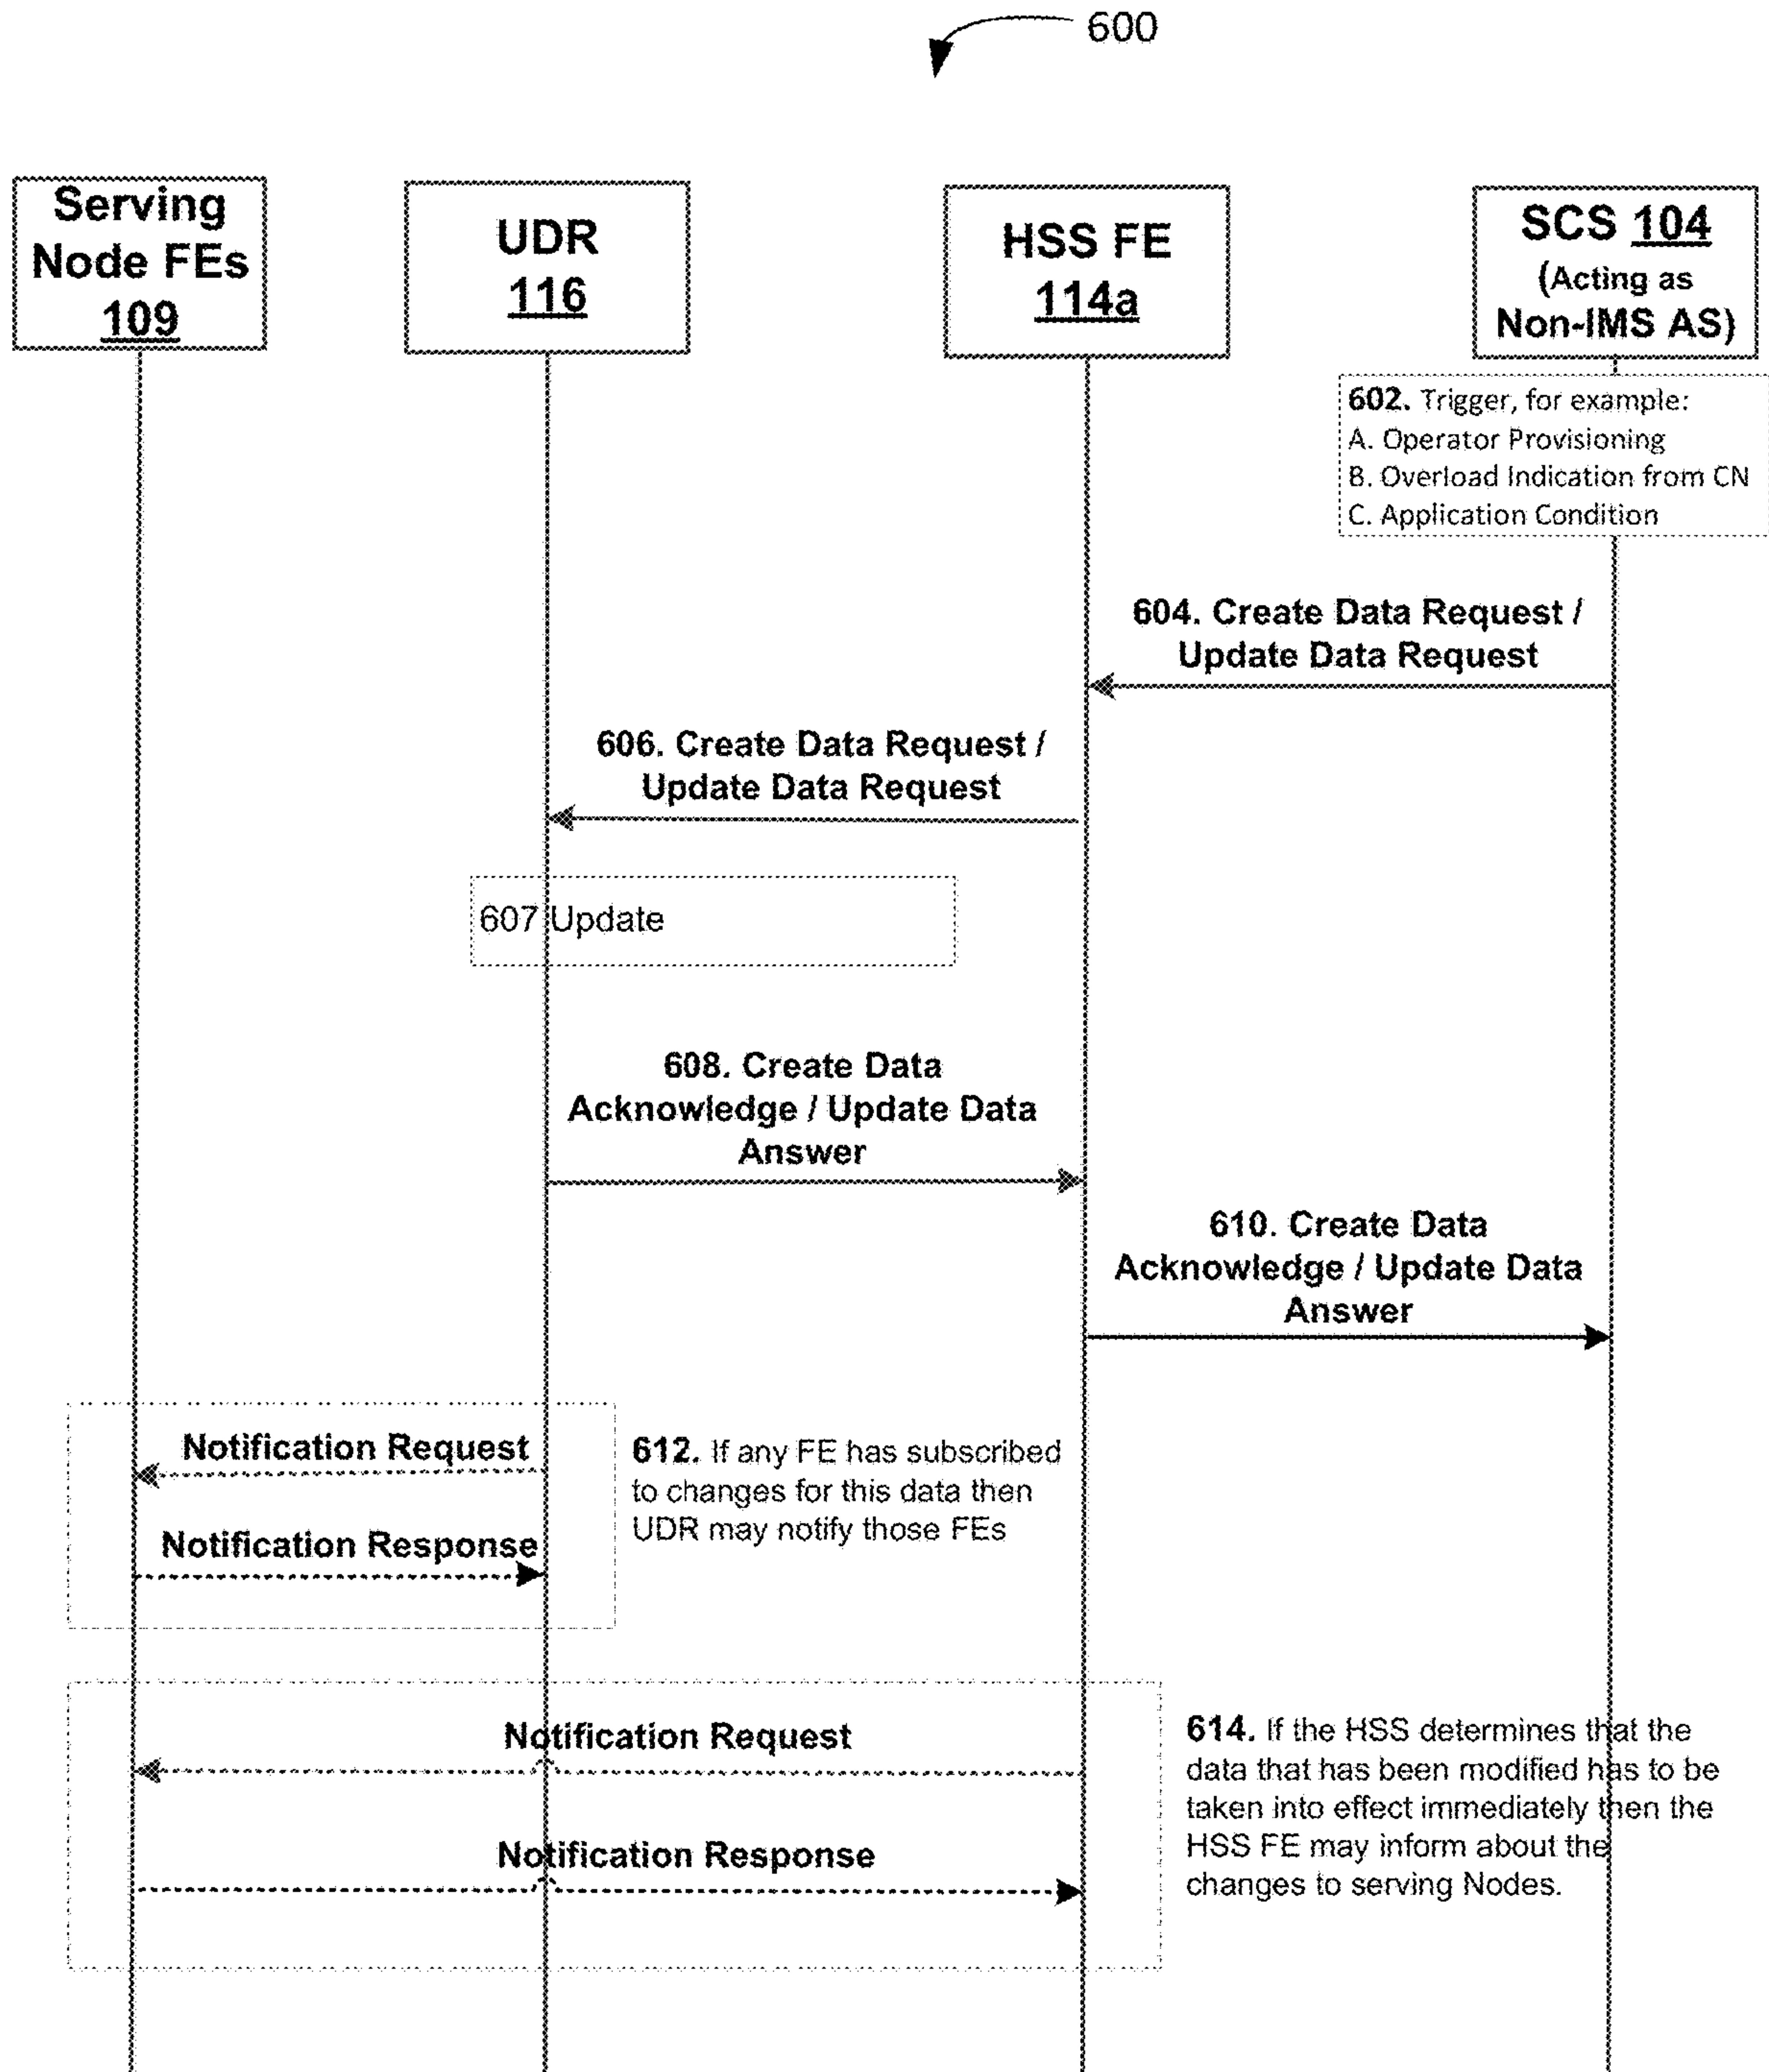 600
Serving
Node FEs
109
UDR
116
HSS FE
114a
SCS 104
(Acting as
Non-IMS AS)
602. Trigger, for example:
A. Operator Provisioning
B. Overload Indication from CN
C. Application Condition
604. Create Data Request /
Update Data Request
606. Create Data Request /
Update Data Request
607 Update
608. Create Data
Acknowledge / Update Data
Answer
610. Create Data
Acknowledge / Update Data
Answer
Notification Request
Notification Response
612. If any FE has subscribed
to changes for this data then
UDR may notify those FEs
Notification Request
Notification Response
614. If the HSS determines that the
data that has been modified has to be
taken into effect immediately then the
HSS FE may inform about the
changes to serving Nodes.